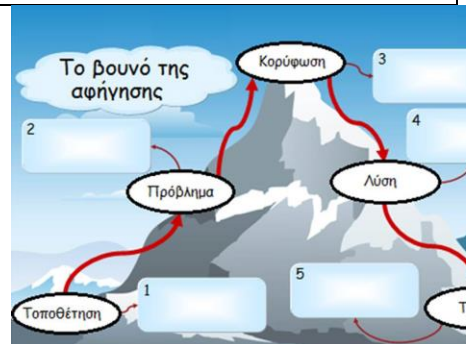 Το βουνό της
αφήγησης
Κορύφωση
3
2
4
Πρόβλημα
Λύση
1
5
Τοποθέτηση
Τ